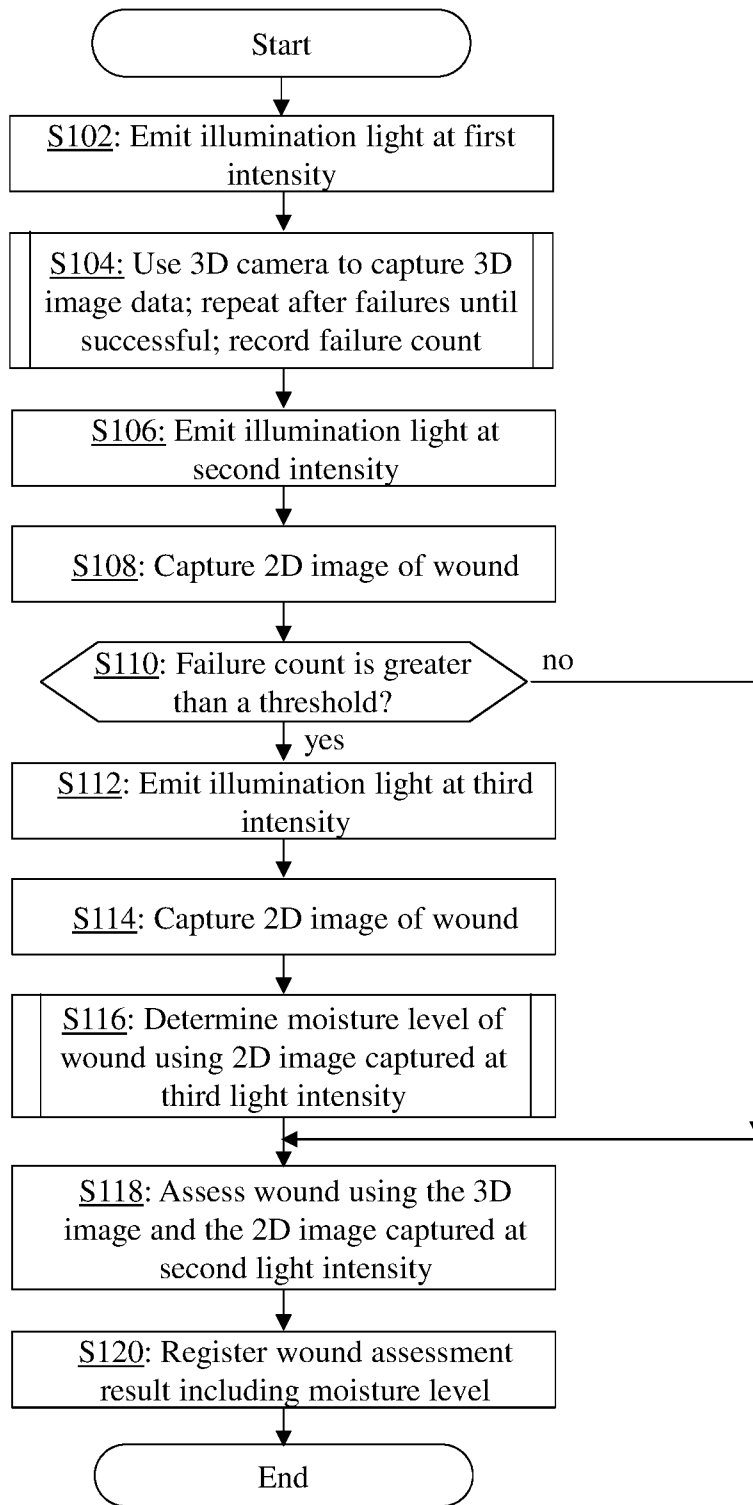 Start
S102: Emit illumination light at first
intensity
S104: Use 3D camera to capture 3D
image data; repeat after failures until
successful; record failure count
S106: Emit illumination light at
second intensity
S108: Capture 2D image of wound
S110: Failure count is greater
than a threshold?
no
yes
S112: Emit illumination light at third
intensity
S114: Capture 2D image of wound
S116: Determine moisture level of
wound using 2D image captured at
third light intensity
S118: Assess wound using the 3D
image and the 2D image captured at
second light intensity
S120: Register wound assessment
result including moisture level
End